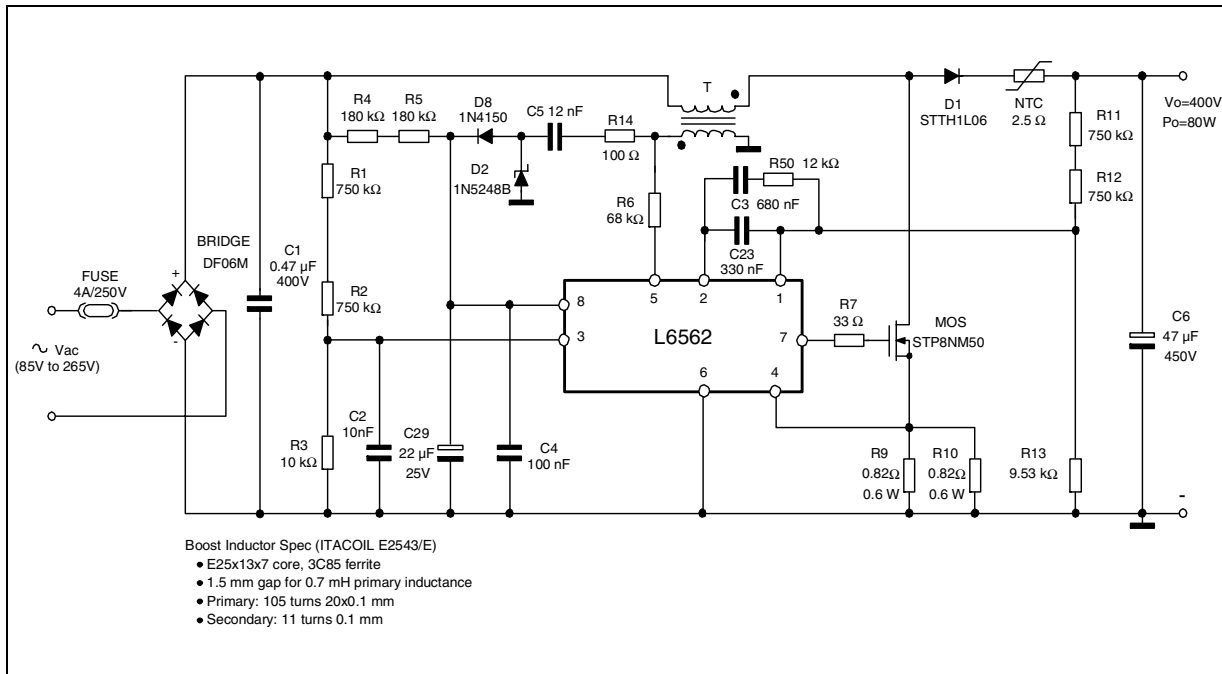 T
R4
180 kΩ
R5
180 kΩ
D8
1N4150
C5 12 nF
R14
100 Ω
D1
STTH1L06
NTC
2.5 Ω
Vo=400V
Po=80W
R11
750 kΩ
R1
750 kΩ
D2
1N5248B
R50 12 kΩ
C3 680 nF
R12
750 kΩ
R6
68 kΩ
C23
330 nF
BRIDGE
DF06M
+
-
FUSE
4A/250V
C1
0.47 µF
400V
R2
750 kΩ
Vac
(85V to 265V)
5
2
1
8
3
L6562
7
6
4
R7
33 Ω
MOS
STP8NM50
C6
47 µF
450V
R3
10 kΩ
C2
10nF
C29
22 µF
25V
C4
100 nF
R9
0.82Ω
0.6 W
R10
0.82Ω
0.6 W
R13
9.53 kΩ
-
Boost Inductor Spec (ITACOIL E2543/E)
● E25x13x7 core, 3C85 ferrite
● 1.5 mm gap for 0.7 mH primary inductance
● Primary: 105 turns 20x0.1 mm
● Secondary: 11 turns 0.1 mm